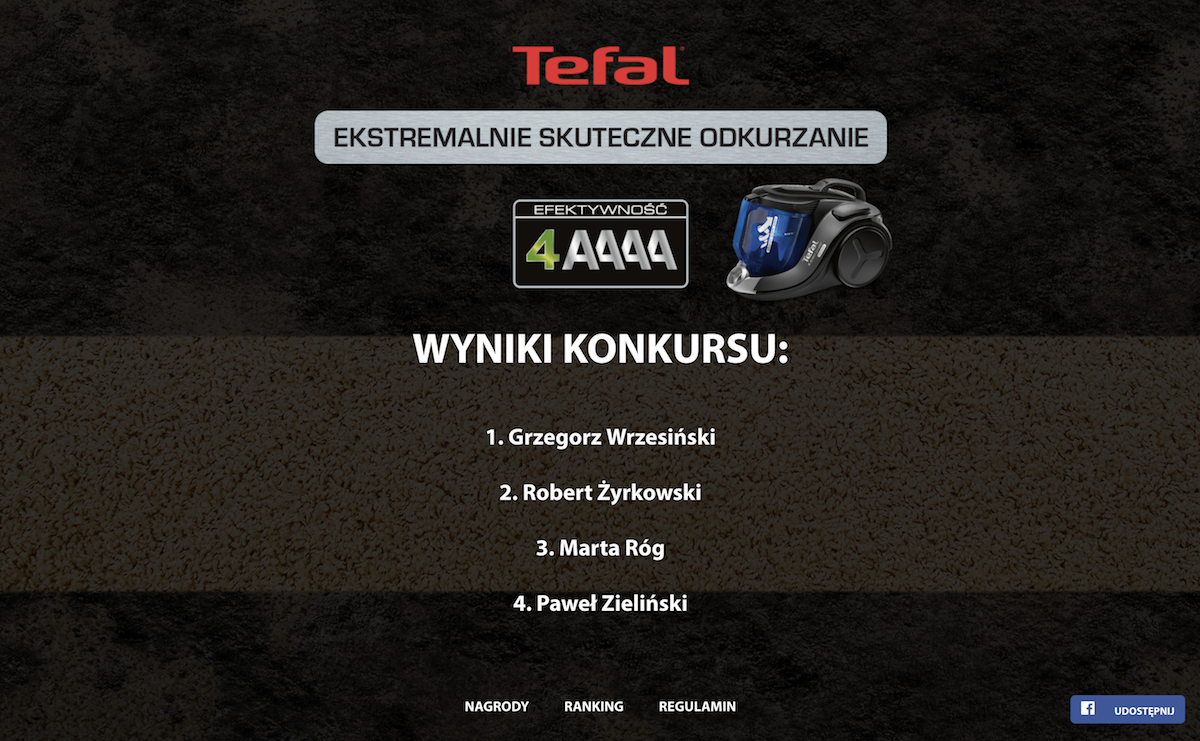 Tefal
EKSTREMALNIE SKUTECZNE ODKURZANIE
EFEKTYWNOŚĆ
4AAAA
Tefal
WYNIKI KONKURSU:
1. Grzegorz Wrzesiński
2. Robert Żyrkowski
3. Marta Róg
4. Paweł Zieliński
NAGRODY RANKING REGULAMIN
UDOSTĘPNIJ